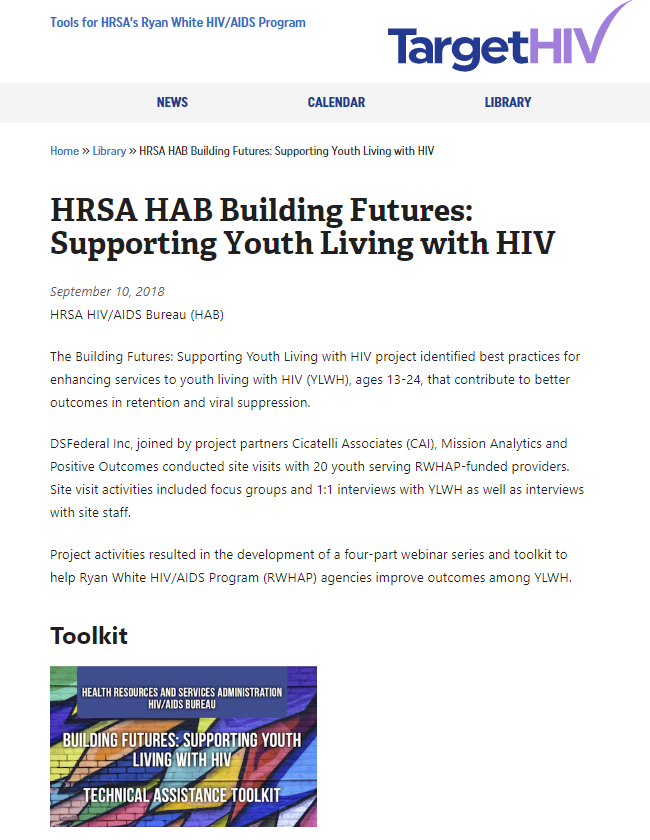 Tools for HRSA's Ryan White HIV/AIDS Program
TargetHIV
NEWS
CALENDAR
LIBRARY
Home » Library » HRSA HAB Building Futures: Supporting Youth Living with HIV
HRSA HAB Building Futures:
Supporting Youth Living with HIV
September 10, 2018
HRSA HIV/AIDS Bureau (HAB)
The Building Futures: Supporting Youth Living with HIV project identified best practices for
enhancing services to youth living with HIV (YLWH), ages 13-24, that contribute to better
outcomes in retention and viral suppression.
DSFederal Inc, joined by project partners Cicatelli Associates (CAI), Mission Analytics and
Positive Outcomes conducted site visits with 20 youth serving RWHAP-funded providers.
Site visit activities included focus groups and 1:1 interviews with YLWH as well as interviews
with site staff.
Project activities resulted in the development of a four-part webinar series and toolkit to
help Ryan White HIV/AIDS Program (RWHAP) agencies improve outcomes among YLWH.
Toolkit
HEALTH RESOURCES AND SERVICES ADMINISTRATION
HIV/AIDS BUREAU
BUILDING FUTURES: SUPPORTING YOUTH
LIVING WITH HIV
TECHNICAL ASSISTANCE TOOLKIT